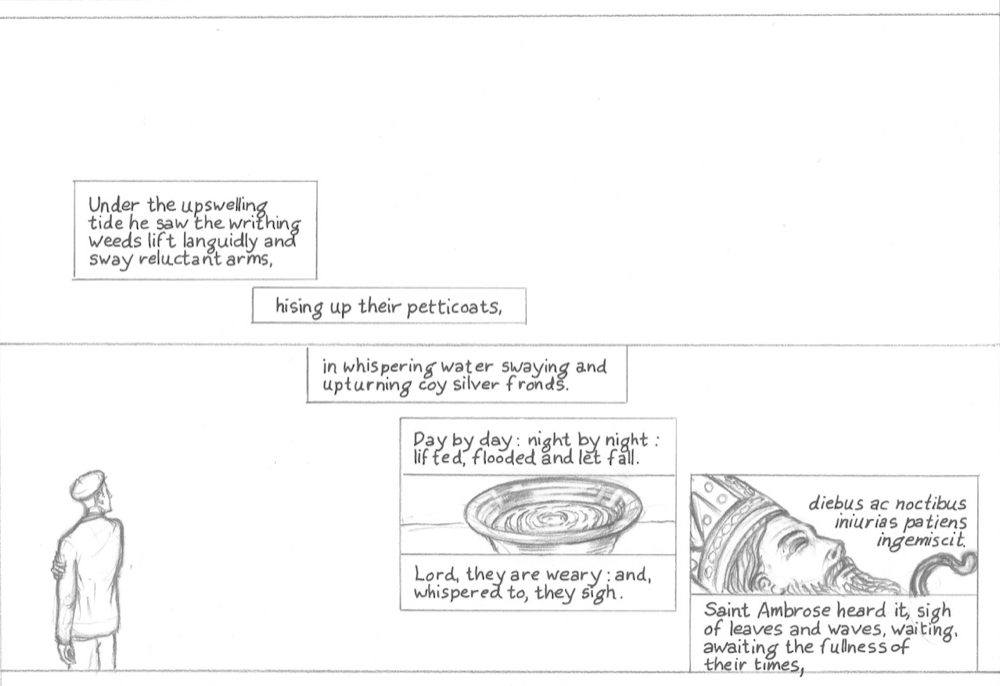 Under the upswelling
tide he saw the writhing
weeds lift languidly and
sway reluctant arms,
hising up their petticoats,
in whispering water swaying and
upturning coy silver fronds.
Day by day : night by night :
lifted, flooded and let fall.
Lord, they are weary : and,
whispered to, they sigh.
diebus ac noctibus
iniurias patiens
ingemiscit.
Saint Ambrose heard it, sigh
of leaves and waves, waiting,
awaiting the fullness of
their times,